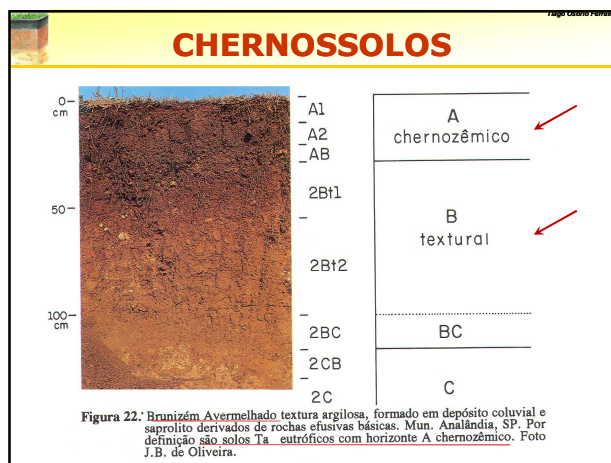 Tiago Osório Ferreira
CHERNOSSOLOS
0
cm
50
100
cm
A1
A2
AB
2Bt1
2Bt2
2BC
2CB
2C
A
chernozêmico
B
textural
BC
C
Figura 22. Brunizém Avermelhado textura argilosa, formado em depósito coluvial e
saprolito derivados de rochas efusivas básicas. Mun. Analândia, SP. Por
definição são solos Ta eutróficos com horizonte A chernozêmico. Foto
J.B. de Oliveira.